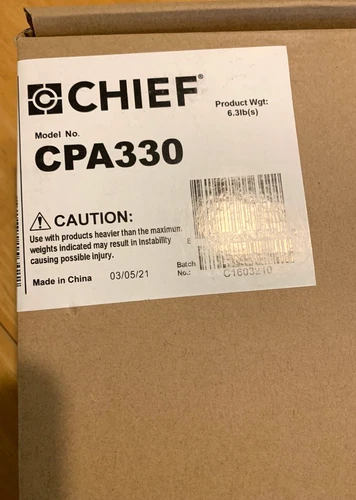 CHIEF®
Product Wgt:
6.3lb(s)
Model No.
CPA330
CAUTION:
Use with products heavier than the maximum
weights indicated may result in instability
causing possible injury.
Batch
No.:
C1603210
Made in China 03/05/21